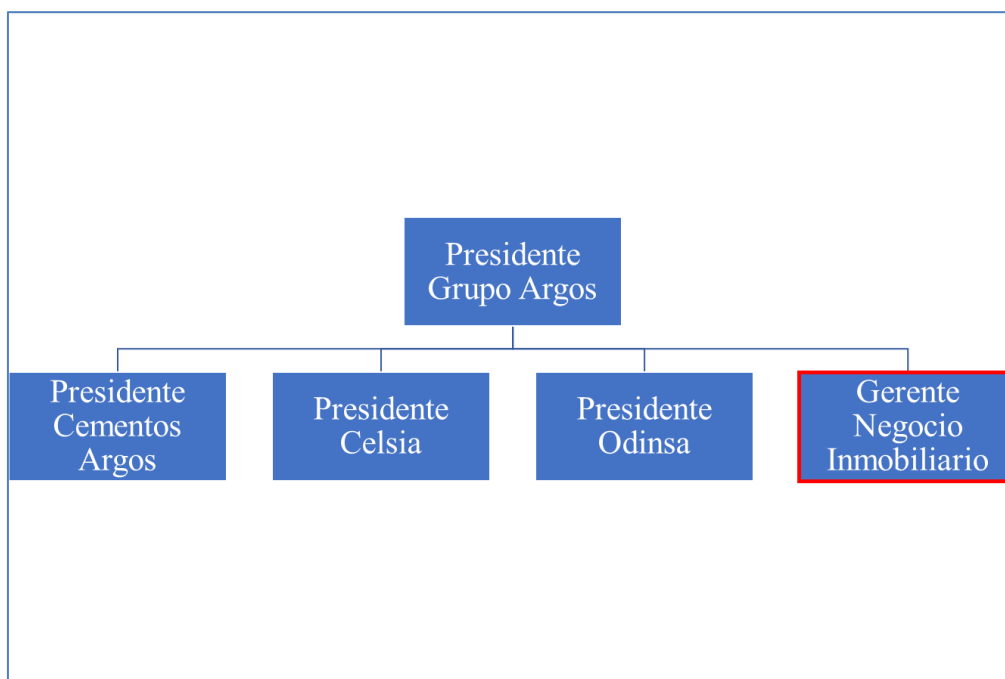 Presidente
Grupo Argos
Presidente
Cementos
Argos
Presidente
Celsia
Presidente
Odinsa
Gerente
Negocio
Inmobiliario